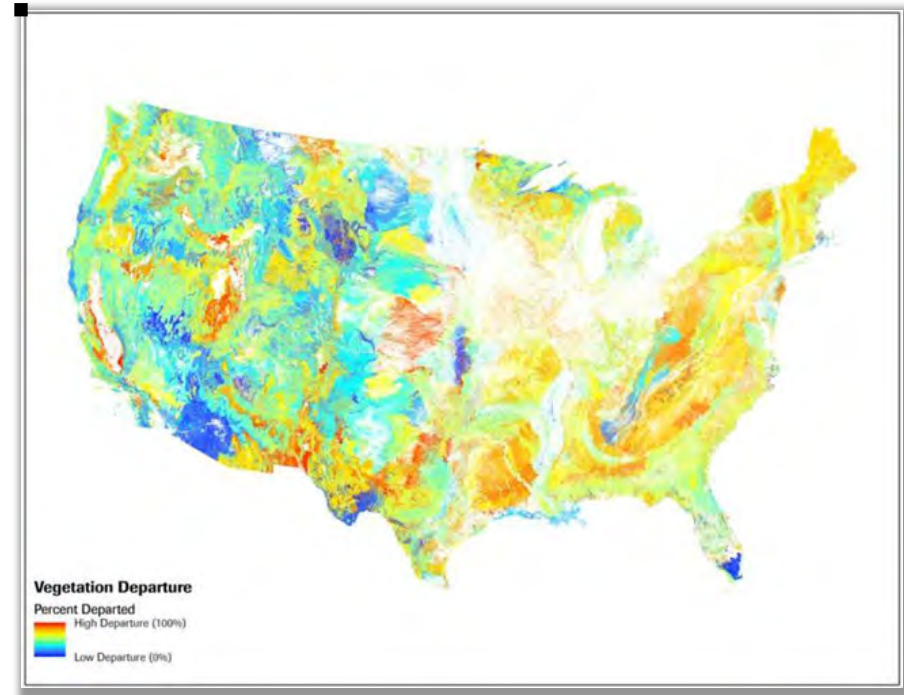 Vegetation Departure
Percent Departed
High Departure (100%)
Low Departure (0%)